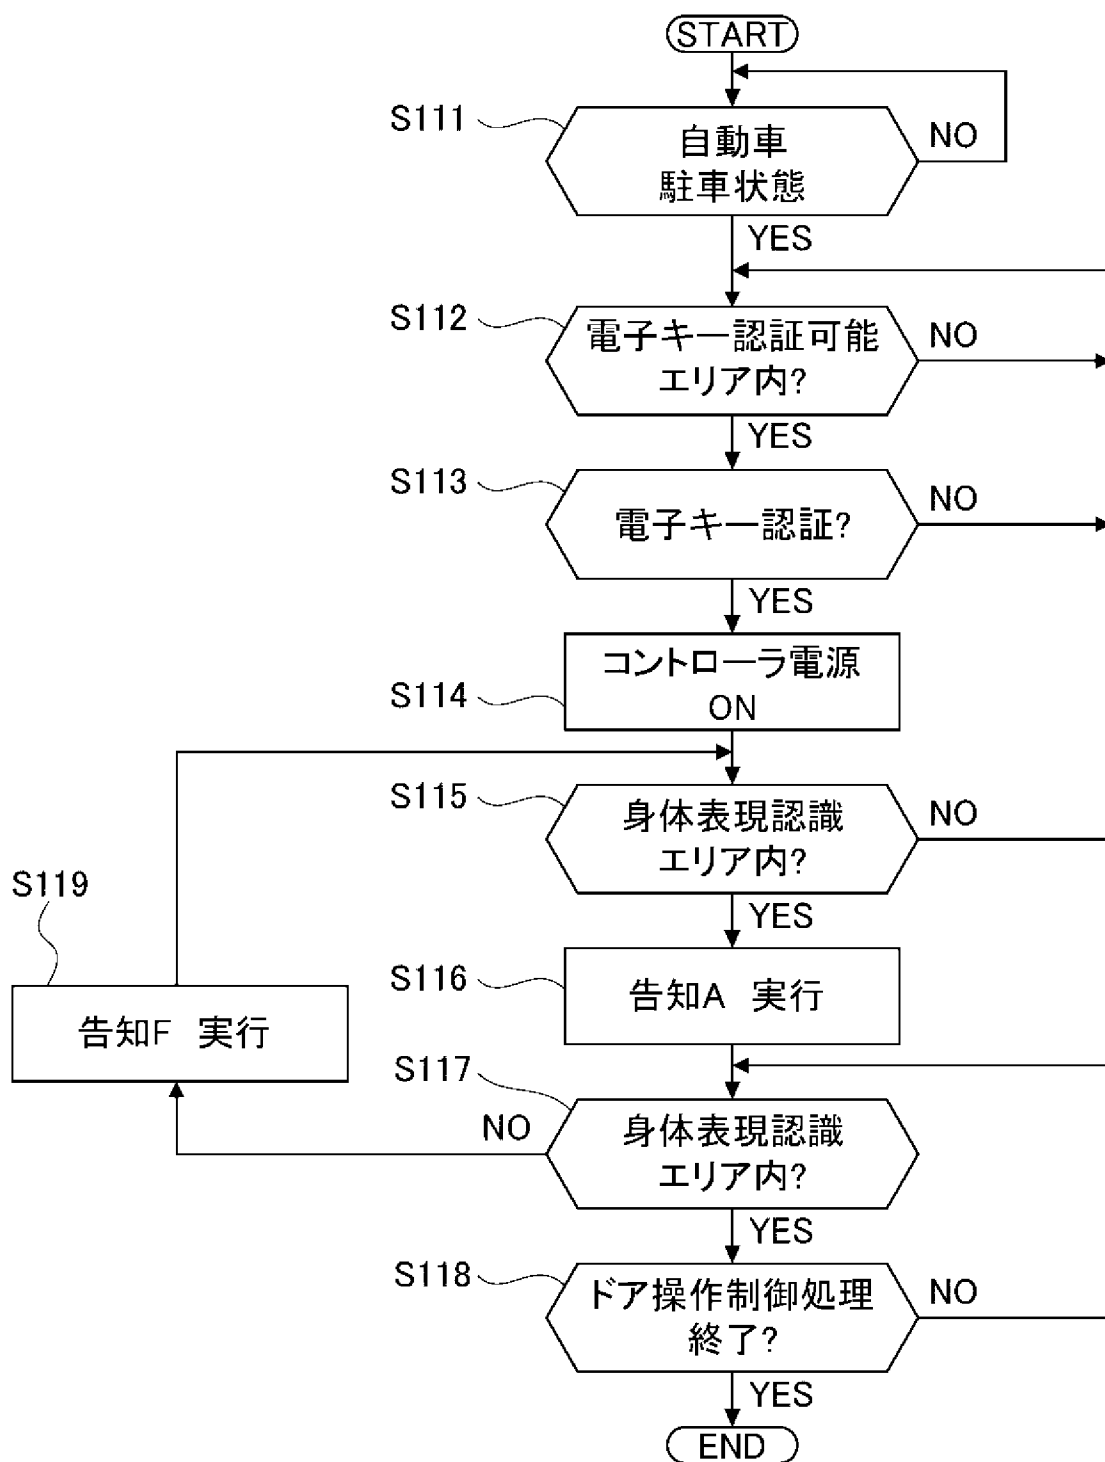 START
S111
自動車
駐車状態
NO
YES
S112
電子キー認証可能
エリア内?
NO
YES
S113
電子キー認証?
NO
YES
S114
コントローラ電源
ON
S115
身体表現認識
エリア内?
NO
YES
S119
告知F 実行
S116
告知A 実行
S117
NO
身体表現認識
エリア内?
YES
S118
ドア操作制御処理
終了?
NO
YES
END